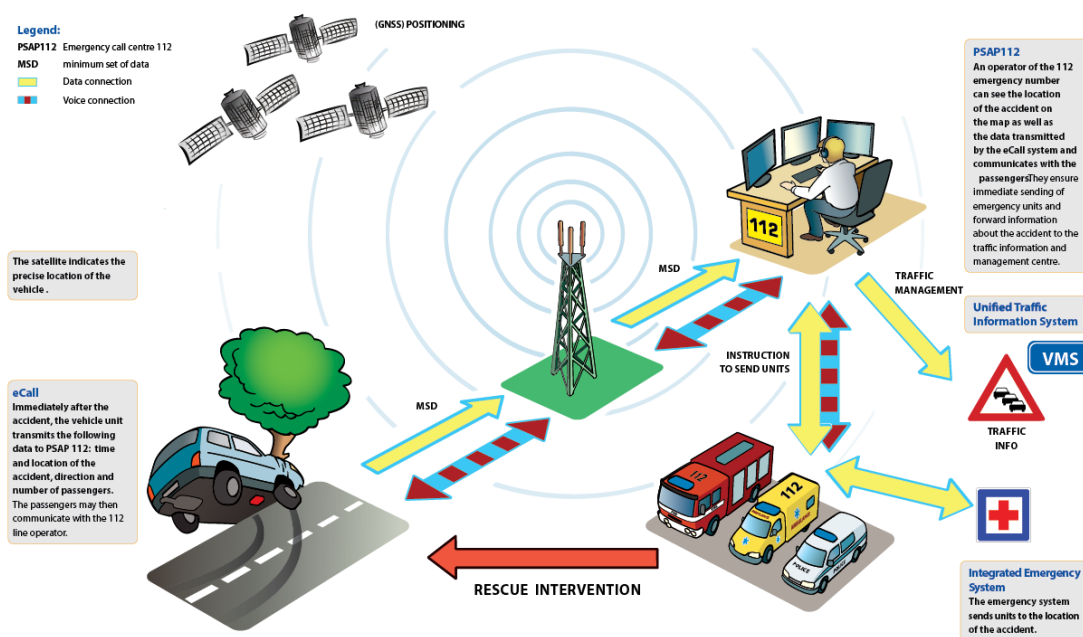 Legend:
PSAP112 Emergency call centre 112
MSD minimum set of data
Data connection
Voice connection
(GNSS) POSITIONING
PSAP112
An operator of the 112
emergency number
can see the location
of the accident on
the map as well as
the data transmitted
by the eCall system and
communicates with the
passengersThey ensure
immediate sending of
emergency units and
forward information
about the accident to the
traffic information and
management centre.
112
The satellite indicates the
precise location of the
vehicle .
MSD
TRAFFIC
MANAGEMENT
Unified Traffic
Information System
VMS
INSTRUCTION
TO SEND UNITS
TRAFFIC
INFO
eCall
Immediately after the
accident, the vehicle unit
transmits the following
data to PSAP 112: time
and location of the
accident, direction and
number of passengers.
The passengers may then
communicate with the 112
line operator.
MSD
112
112
AMBULANCE
POLICE
POLICE
RESCUE INTERVENTION
Integrated Emergency
System
The emergency system
sends units to the location
of the accident.